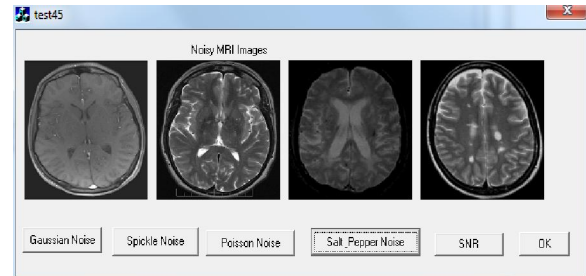 test45
Noisy MRI Images
Gaussian Noise Spickle Noise Poisson Noise Salt_Pepper Noise SNR OK